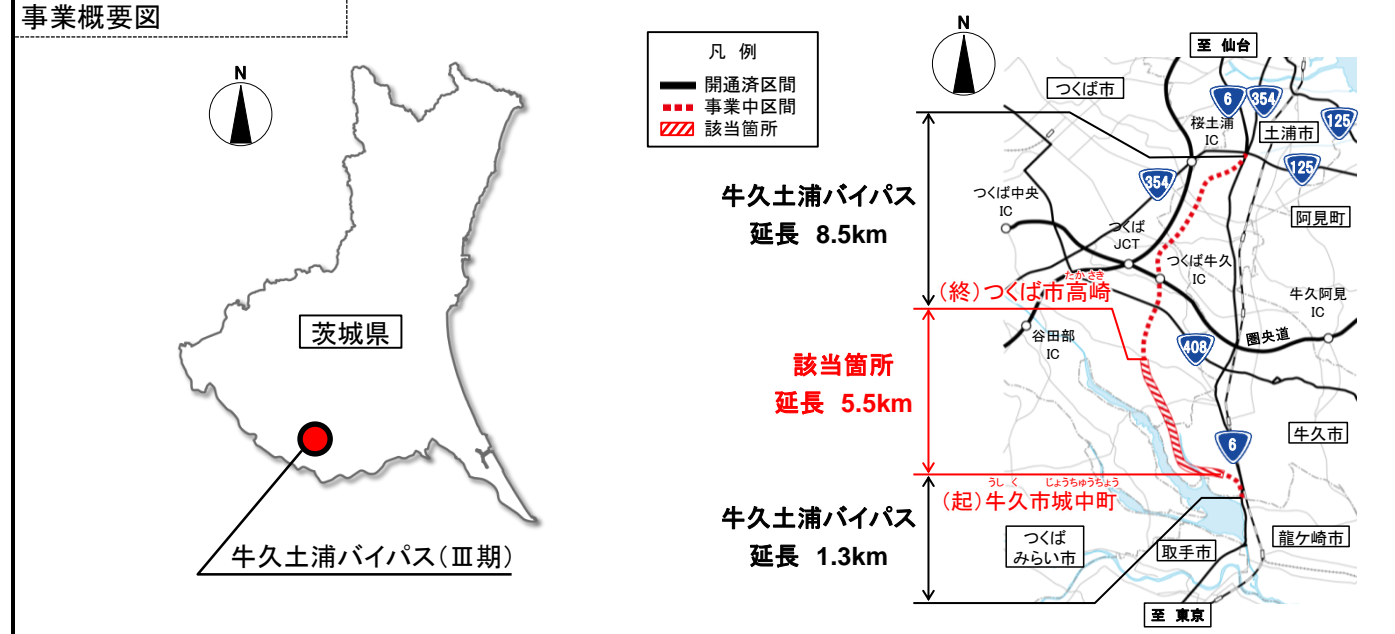 事業概要図
N
茨城県
牛久土浦バイパス(Ⅲ期)
凡 例
開通済区間
事業中区間
該当箇所
N
至 仙台
つくば市
6
354
125
桜土浦
IC
土浦市
354
125
牛久土浦バイパス
延長 8.5km
つくば中央
IC
阿見町
つくば
JCT
つくば牛久
IC
たかさき
(終)つくば市高崎
牛久阿見
IC
谷田部
IC
408
圏央道
該当箇所
延長 5.5km
6
牛久市
うしく じょうちゅうちょう
(起)牛久市城中町
牛久土浦バイパス
延長 1.3km
つくば
みらい市
取手市
龍ケ崎市
至 東京